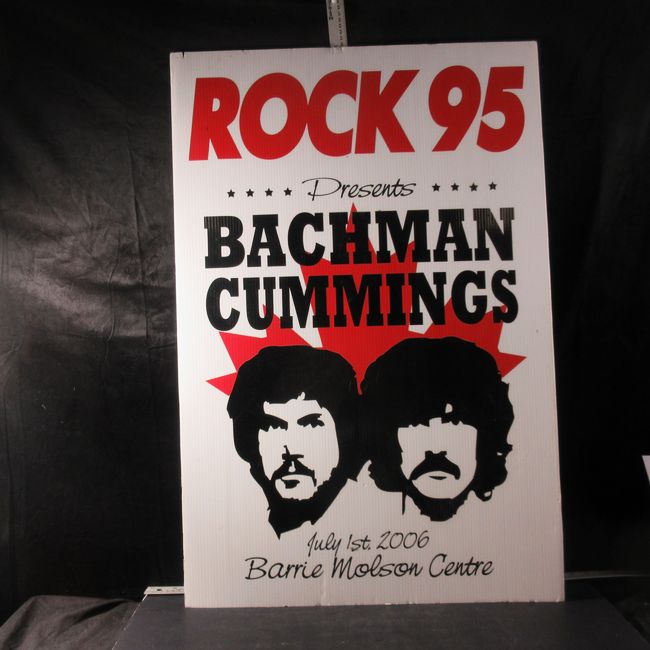 ROCK 95
Presents
BACHMAN
CUMMINGS
July 1st, 2006
Barrie Molson Centre